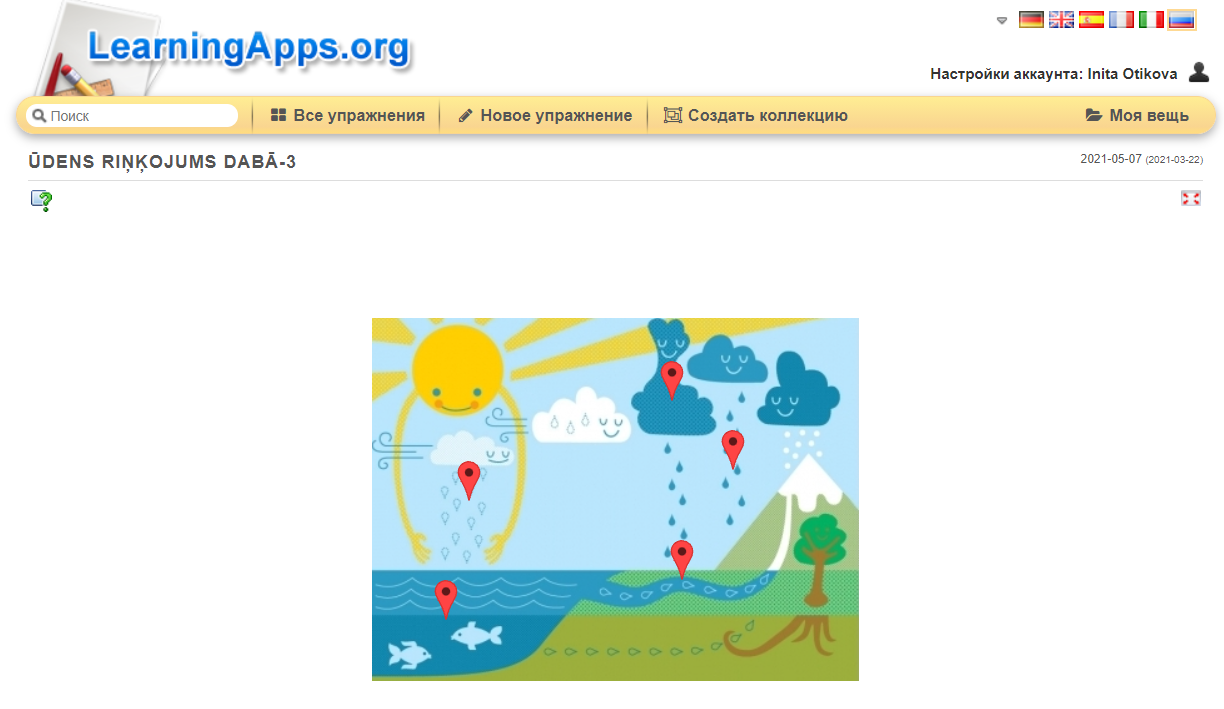 LearningApps.org
Настройки аккаунта: Inita Otikova
Поиск
Все упражнения
Новое упражнение
Создать коллекцию
Моя вещь
ŪDENS RIŅĶOJUMS DABĀ-3
2021-05-07 (2021-03-22)
?